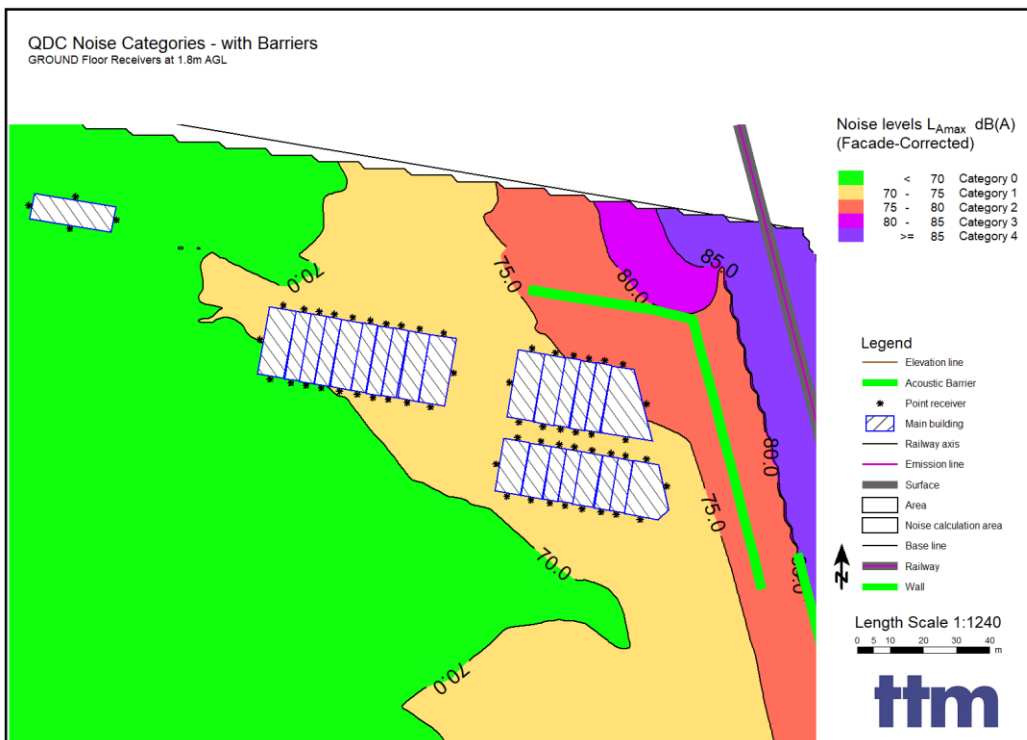 QDC Noise Categories - with Barriers
GROUND Floor Receivers at 1.8m AGL
Noise levels LAmax dB(A)
(Facade-Corrected)
< 70 Category 0
70 - 75 Category 1
75 - 80 Category 2
80 - 85 Category 3
>= 85 Category 4
70.0
75.0
80.0
85.0
80.0
75.0
70.0
70.0
Legend
Elevation line
Acoustic Barrier
Point receiver
Main building
Railway axis
Emission line
Surface
Area
Noise calculation area
Base line
Railway
Wall
N
Length Scale 1:1240
0 5 10 20 30 40
m
ttm